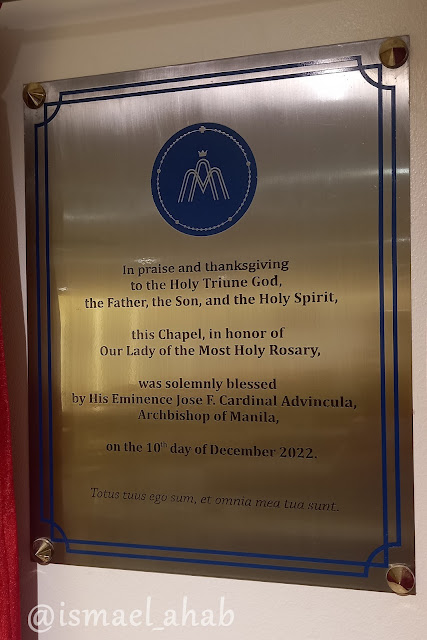 In praise and thanksgiving
to the Holy Triune God,
the Father, the Son, and the Holy Spirit,
this Chapel, in honor of
Our Lady of the Most Holy Rosary,
was solemnly blessed
by His Eminence Jose F. Cardinal Advincula,
Archbishop of Manila,
on the 10th day of December 2022.
Totus tuus ego sum, et omnia mea tua sunt.
@ismael_ahab